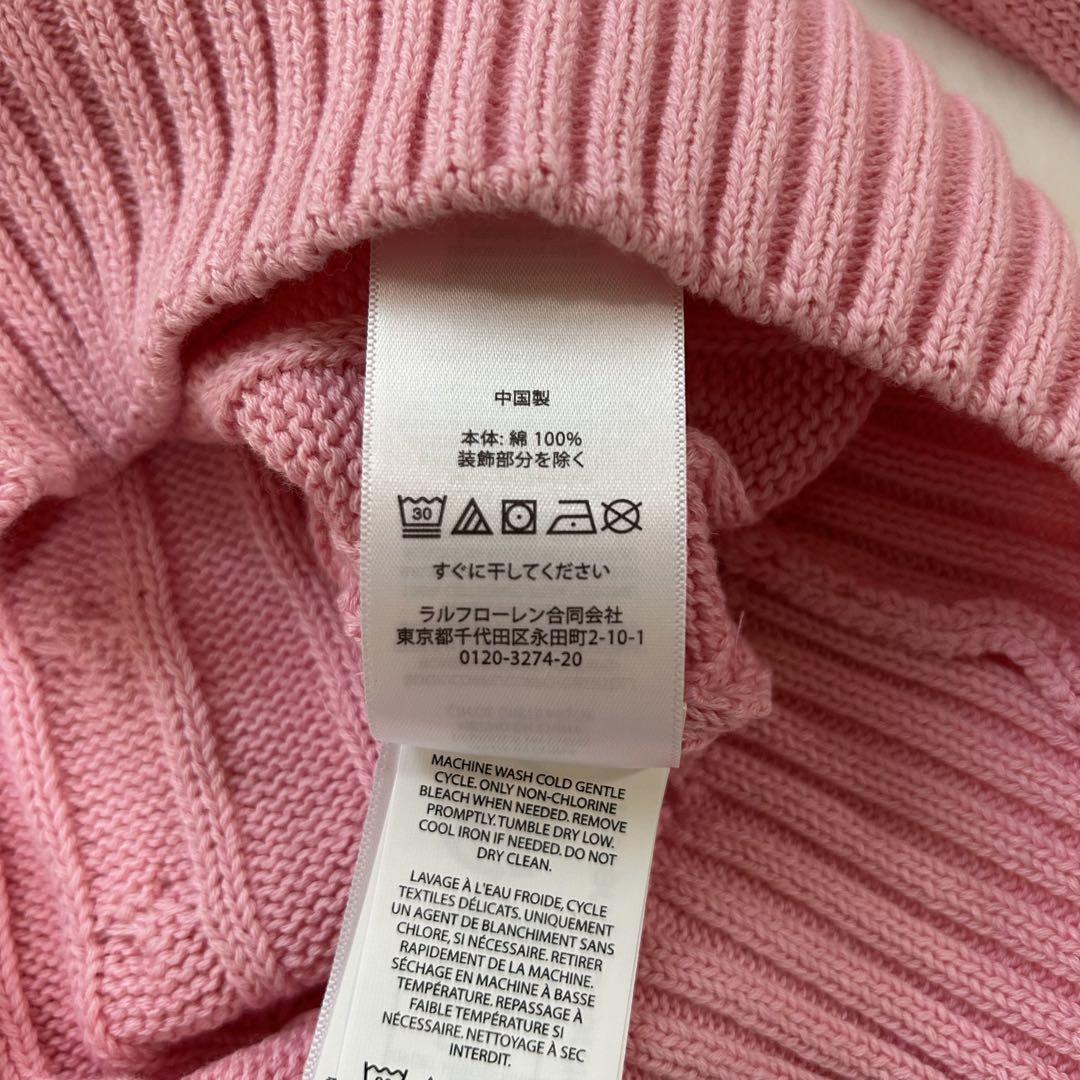 中国製
本体: 綿 100%
装飾部分を除く
30
すぐに干してください
ラルフローレン合同会社
東京都千代田区永田町2-10-1
0120-3274-20
MACHINE WASH COLD GENTLE
CYCLE. ONLY NON-CHLORINE
BLEACH WHEN NEEDED. REMOVE
PROMPTLY. TUMBLE DRY LOW.
COOL IRON IF NEEDED. DO NOT
DRY CLEAN.
LAVAGE À L'EAU FROIDE, CYCLE
TEXTILES DÉLICATS. UNIQUEMENT
UN AGENT DE BLANCHIMENT SANS
CHLORE, SI NÉCESSAIRE. RETIRER
RAPIDEMENT DE LA MACHINE.
SÉCHAGE EN MACHINE À BASSE
TEMPÉRATURE. REPASSAGE À
FAIBLE TEMPÉRATURE SI
NÉCESSAIRE. NETTOYAGE À SEC
INTERDIT.